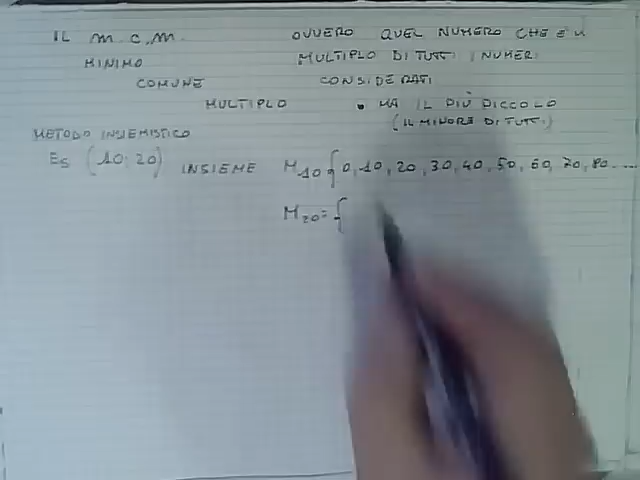 IL m.c.m. OVVERO QUEL NUMERO CHE È
MINIMO MULTIPLO DI TUTTI I NUMERI
COMUNE CONSIDERATI
MULTIPLO • MA IL PIÙ PICCOLO
(IL MINORE DI TUTTI)
METODO INSIEMISTICO
ES (10; 20) INSIEME M10 { 0, 10, 20, 30, 40, 50, 60, 70, 80 ....
M20 = {